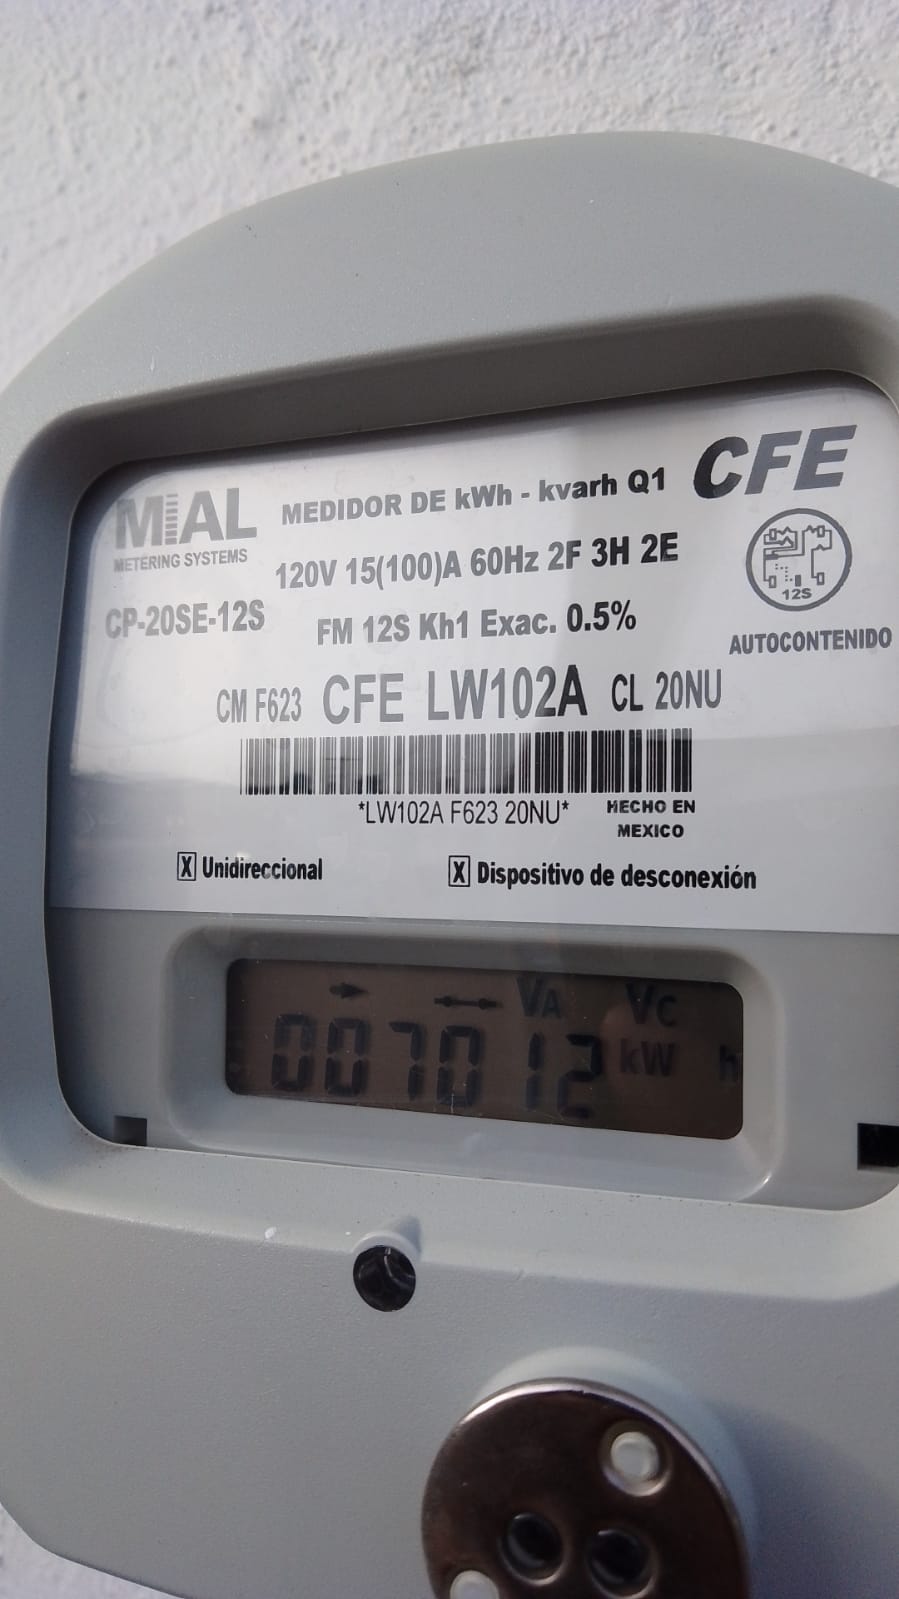 MIAL
METERING SYSTEMS
MEDIDOR DE kWh - kvarh Q1
CFE
120V 15(100)A 60Hz 2F 3H 2E
CP-20SE-12S
FM 12S Kh1 Exac. 0.5%
12S
AUTOCONTENIDO
CM F623 CFE LW102A CL 20NU
*LW102A F623 20NU*
HECHO EN
MEXICO
X Unidireccional
X Dispositivo de desconexión
VA VC
007012 kW h